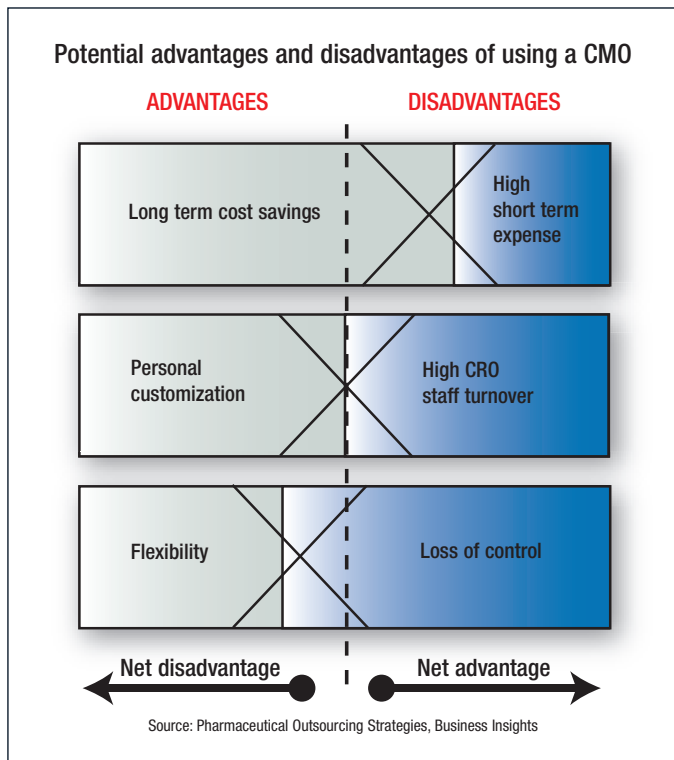 Potential advantages and disadvantages of using a CMO
ADVANTAGES
DISADVANTAGES
Long term cost savings
High
short term
expense
Personal
customization
High CRO
staff turnover
Flexibility
Loss of control
Net disadvantage
Net advantage
Source: Pharmaceutical Outsourcing Strategies, Business Insights